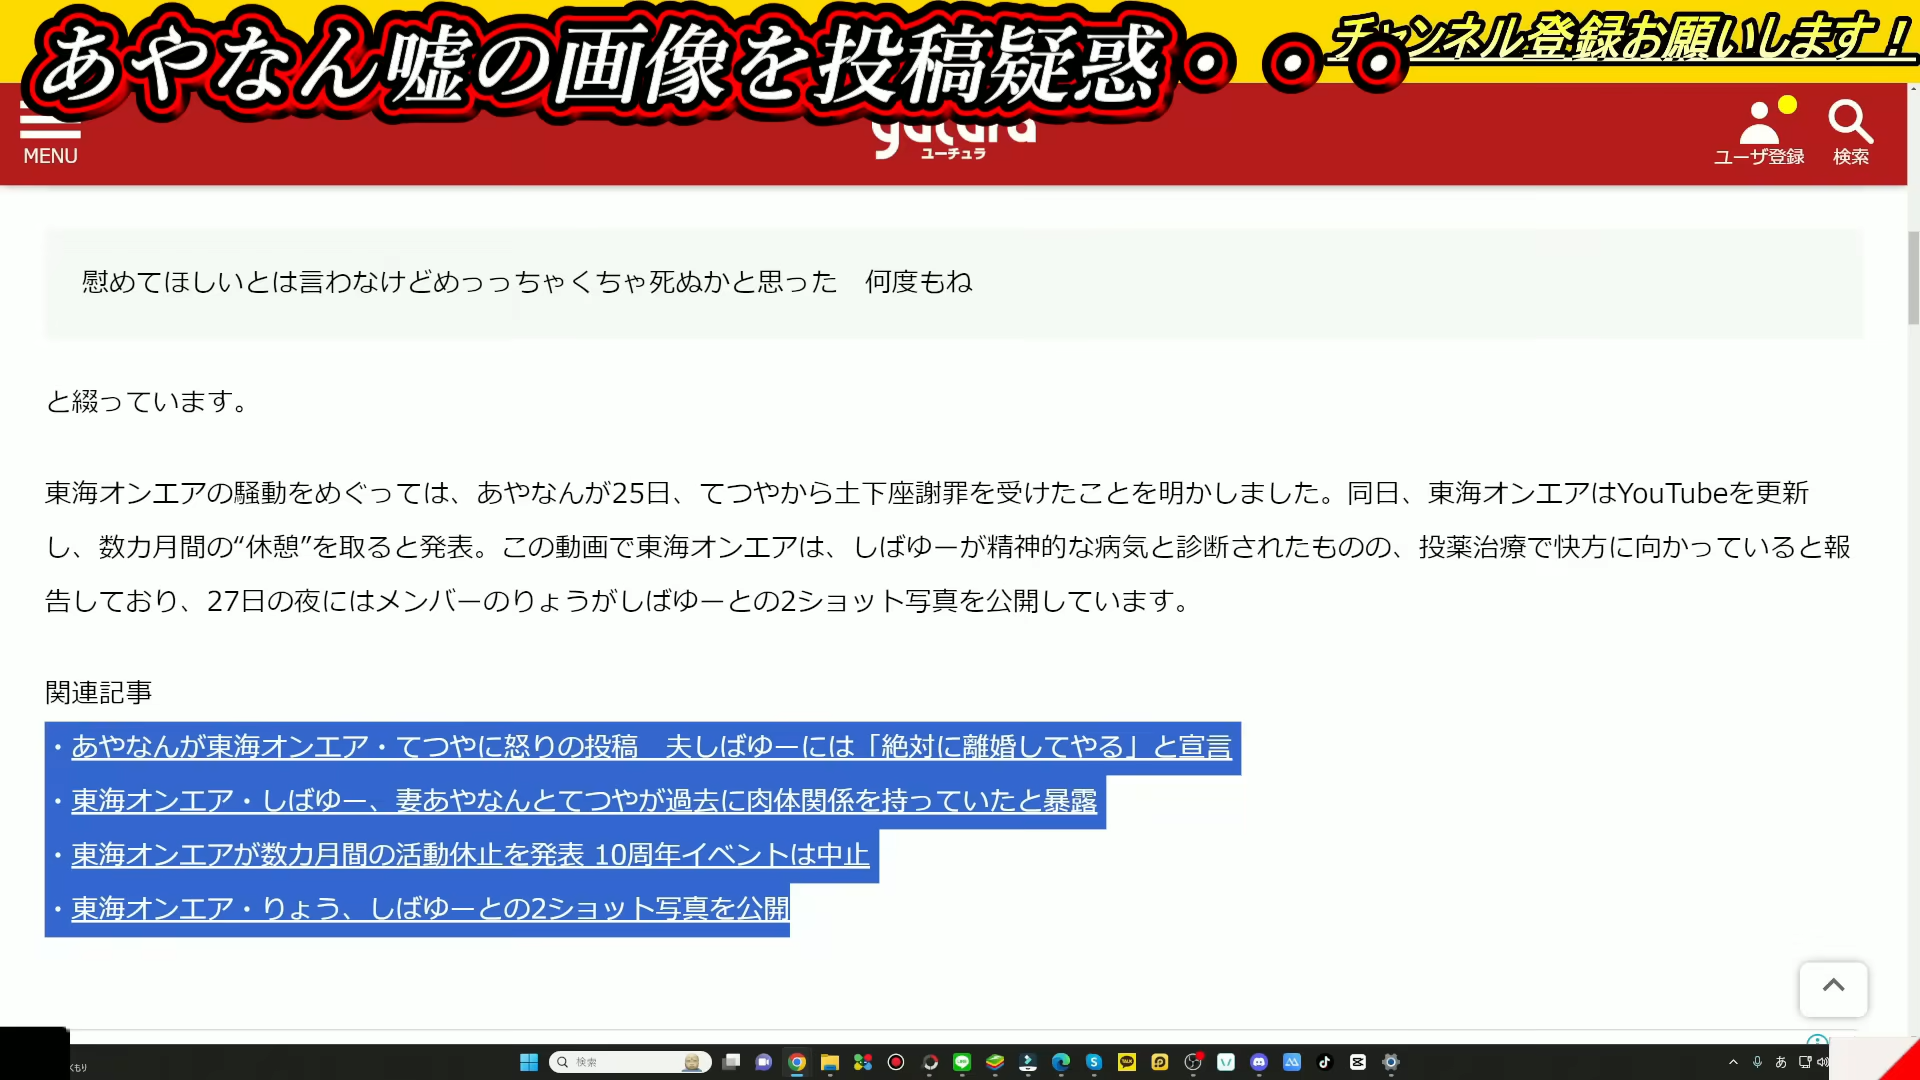 あやなん嘘の画像を投稿疑惑・・・
チャンネル登録お願いします！
MENU
ユーチュラ
ユーザ登録
検索
慰めてほしいとは言わなけどめっっちゃくちゃ死ぬかと思った　何度もね
と綴っています。
東海オンエアの騒動をめぐっては、あやなんが25日、てつやから土下座謝罪を受けたことを明かしました。同日、東海オンエアはYouTubeを更新
し、数カ月間の“休憩”を取ると発表。この動画で東海オンエアは、しばゆーが精神的な病気と診断されたものの、投薬治療で快方に向かっていると報
告しており、27日の夜にはメンバーのりょうがしばゆーとの2ショット写真を公開しています。
関連記事
・あやなんが東海オンエア・てつやに怒りの投稿　夫しばゆーには「絶対に離婚してやる」と宣言
・東海オンエア・しばゆー、妻あやなんとてつやが過去に肉体関係を持っていたと暴露
・東海オンエアが数カ月間の活動休止を発表 10周年イベントは中止
・東海オンエア・りょう、しばゆーとの2ショット写真を公開
検索
あ